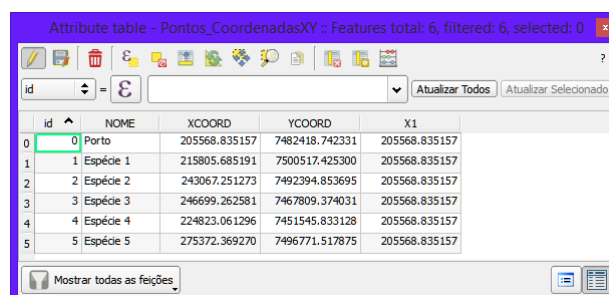 Attribute table - Pontos_CoordenadasXY :: Features total: 6, filtered: 6, selected: 0
?
id = ε Atualizar Todos Atualizar Selecionado
id NOME XCOORD YCOORD X1
0 0 Porto 205568.835157 7482418.742331 205568.835157
1 1 Espécie 1 215805.685191 7500517.425300 205568.835157
2 2 Espécie 2 243067.251273 7492394.853695 205568.835157
3 3 Espécie 3 246699.262581 7467809.374031 205568.835157
4 4 Espécie 4 224823.061296 7451545.833128 205568.835157
5 5 Espécie 5 275372.369270 7496771.517875 205568.835157
Mostrar todas as feições